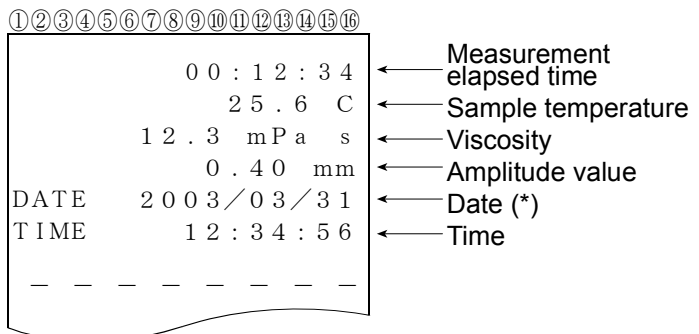 ①②③④⑤⑥⑦⑧⑨⑩⑪⑫⑬⑭⑮⑯
00:12:34 Measurement elapsed time
25.6 C Sample temperature
12.3 mPa s Viscosity
0.40 mm Amplitude value
DATE 2003/03/31 Date (*)
TIME 12:34:56 Time
– – – – – – – –